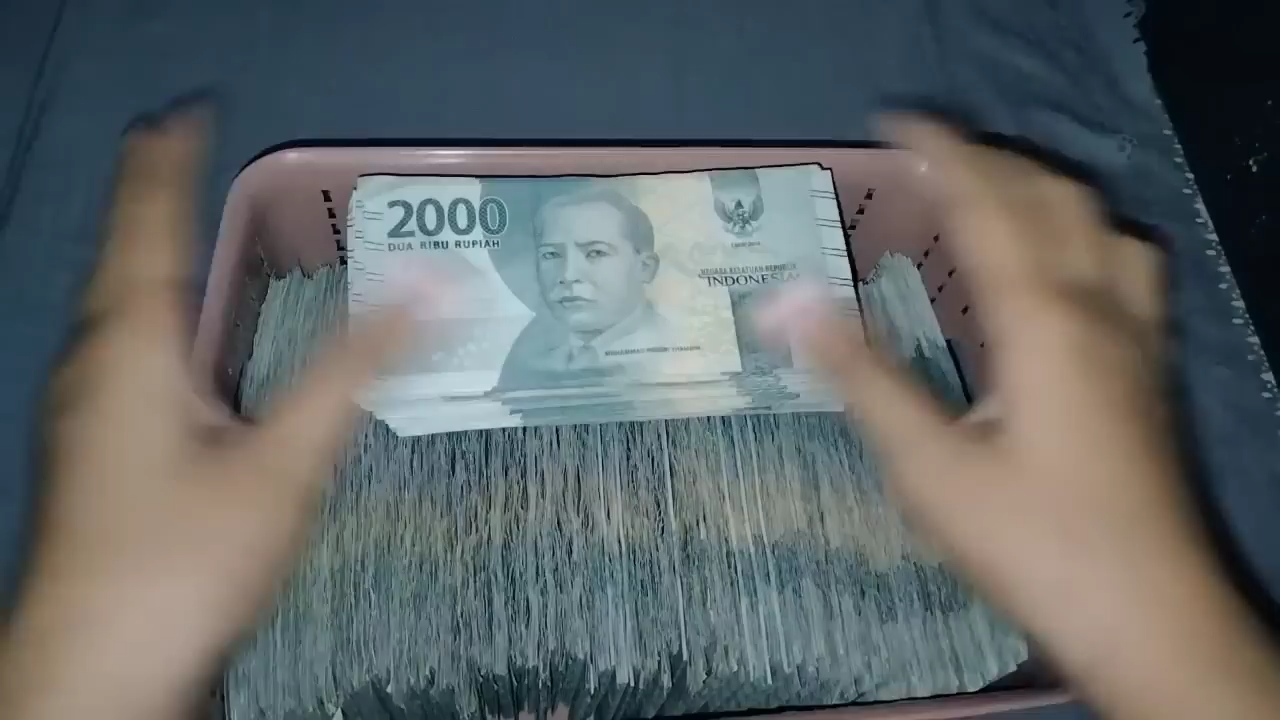 2000
DUA RIBU RUPIAH
NEGARA KESATUAN REPUBLIK
INDONESIA